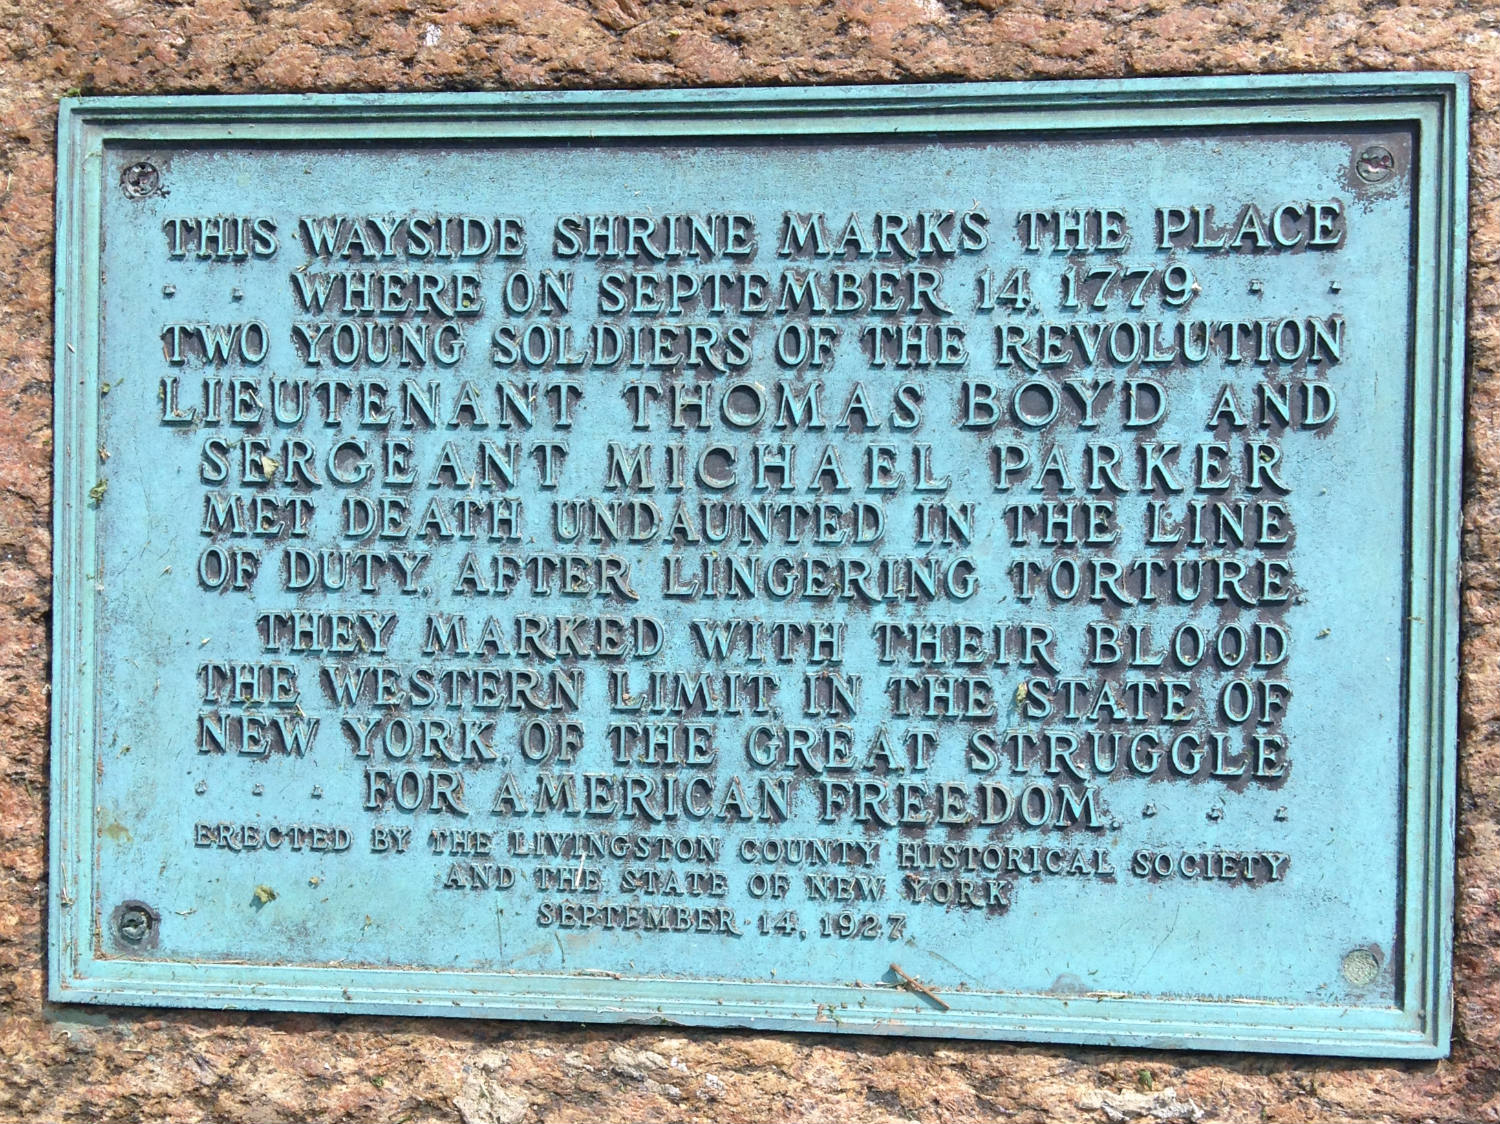 THIS WAYSIDE SHRINE MARKS THE PLACE
· · WHERE ON SEPTEMBER 14, 1779 · ·
TWO YOUNG SOLDIERS OF THE REVOLUTION
LIEUTENANT THOMAS BOYD AND
SERGEANT MICHAEL PARKER
MET DEATH UNDAUNTED IN THE LINE
OF DUTY, AFTER LINGERING TORTURE
THEY MARKED WITH THEIR BLOOD
THE WESTERN LIMIT IN THE STATE OF
NEW YORK OF THE GREAT STRUGGLE
· · · FOR AMERICAN FREEDOM · · ·
ERECTED BY THE LIVINGSTON COUNTY HISTORICAL SOCIETY
AND THE STATE OF NEW YORK
SEPTEMBER 14, 1927